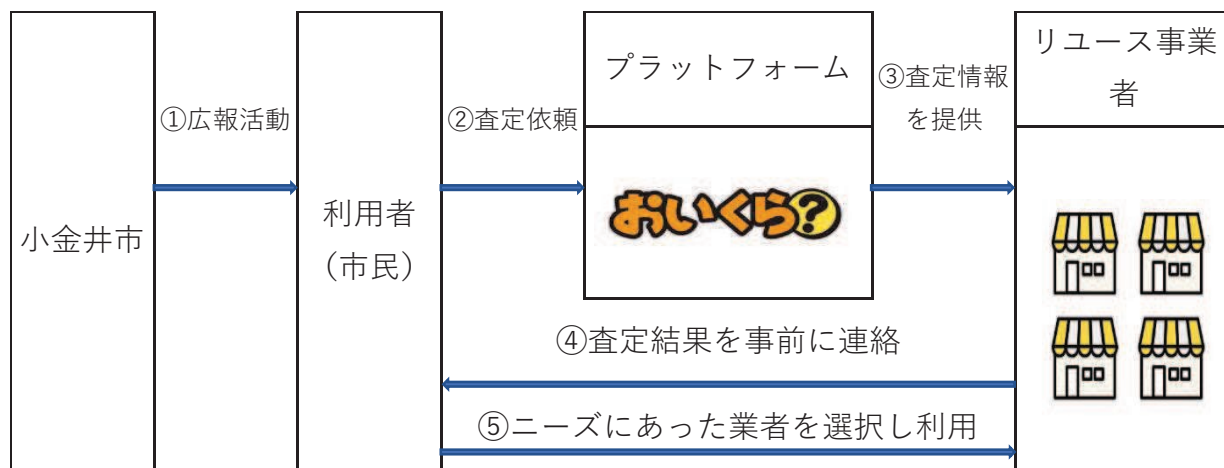 小金井市
①広報活動
利用者
(市民)
②査定依頼
プラットフォーム
おいくら?
③査定情報
を提供
リユース事業
者
④査定結果を事前に連絡
⑤ニーズにあった業者を選択し利用